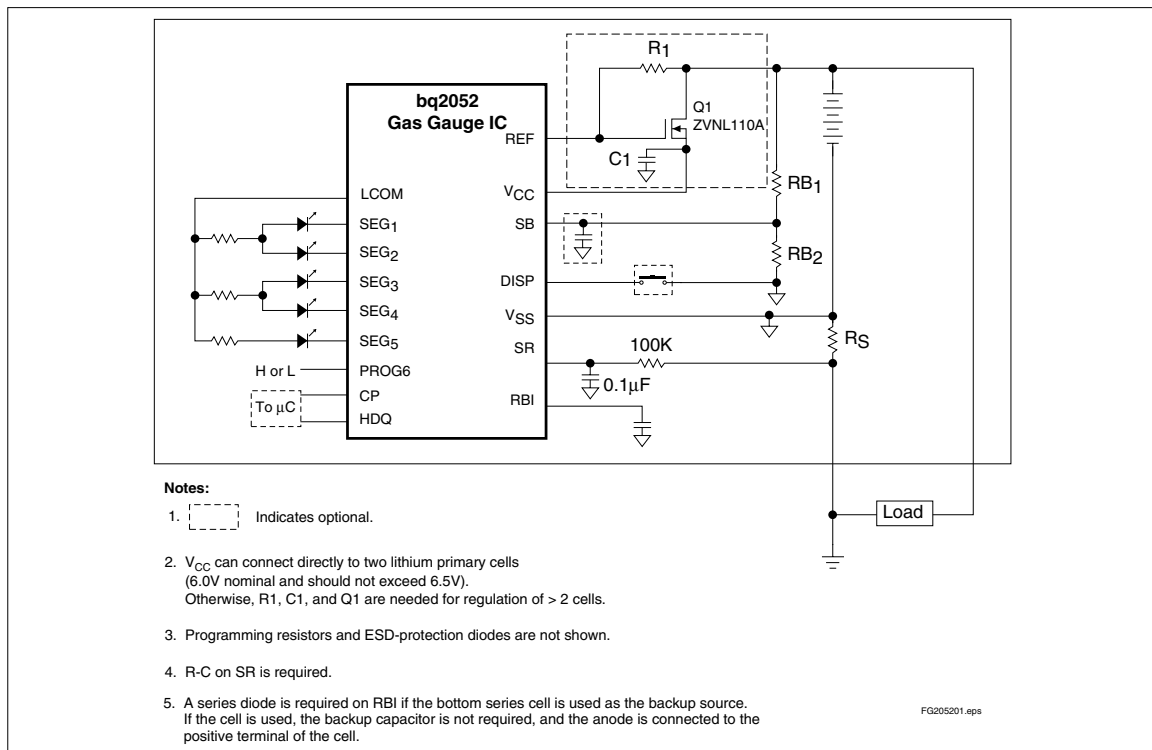 R1
bq2052
Gas Gauge IC
Q1
ZVNL110A
REF
C1
VCC
RB1
LCOM
SB
SEG1
SEG2
RB2
SEG3
DISP
SEG4
VSS
SEG5
SR
100K
RS
H or L
PROG6
0.1µF
CP
To µC
RBI
HDQ
Load
Notes:
1. Indicates optional.
2. VCC can connect directly to two lithium primary cells
(6.0V nominal and should not exceed 6.5V).
Otherwise, R1, C1, and Q1 are needed for regulation of > 2 cells.
3. Programming resistors and ESD-protection diodes are not shown.
4. R-C on SR is required.
5. A series diode is required on RBI if the bottom series cell is used as the backup source.
If the cell is used, the backup capacitor is not required, and the anode is connected to the
positive terminal of the cell.
FG205201.eps